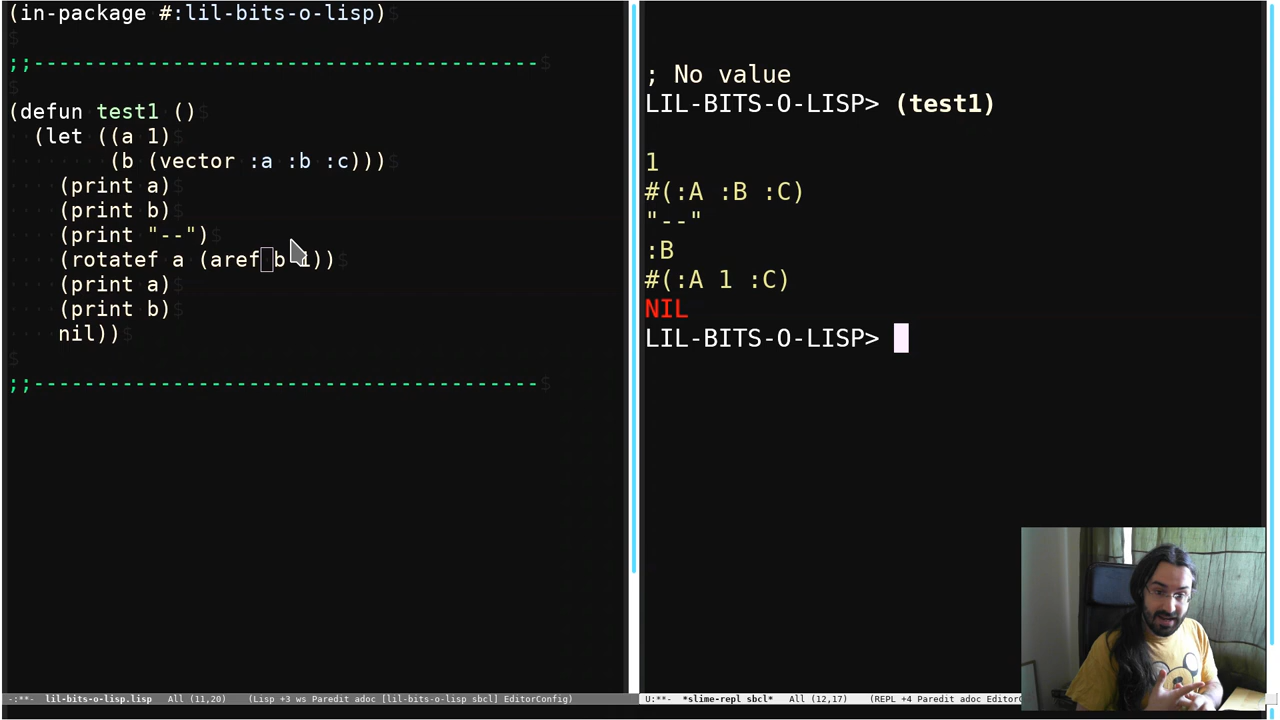 (in-package #:lil-bits-o-lisp)$
$
;;----------------------------------------$
$
(defun test1 ()$
(let ((a 1)$
(b (vector :a :b :c)))$
(print a)$
(print b)$
(print "--")$
(rotatef a (aref b 1))$
(print a)$
(print b)$
nil))$
$
;;----------------------------------------$
-:**- lil-bits-o-lisp.lisp All (11,20) (Lisp +3 ws Paredit adoc [lil-bits-o-lisp sbcl] EditorConfig)
; No value
LIL-BITS-O-LISP> (test1)
1
#(:A :B :C)
"--"
:B
#(:A 1 :C)
NIL
LIL-BITS-O-LISP>
U:**- *slime-repl sbcl* All (12,17) (REPL +4 Paredit adoc EditorC